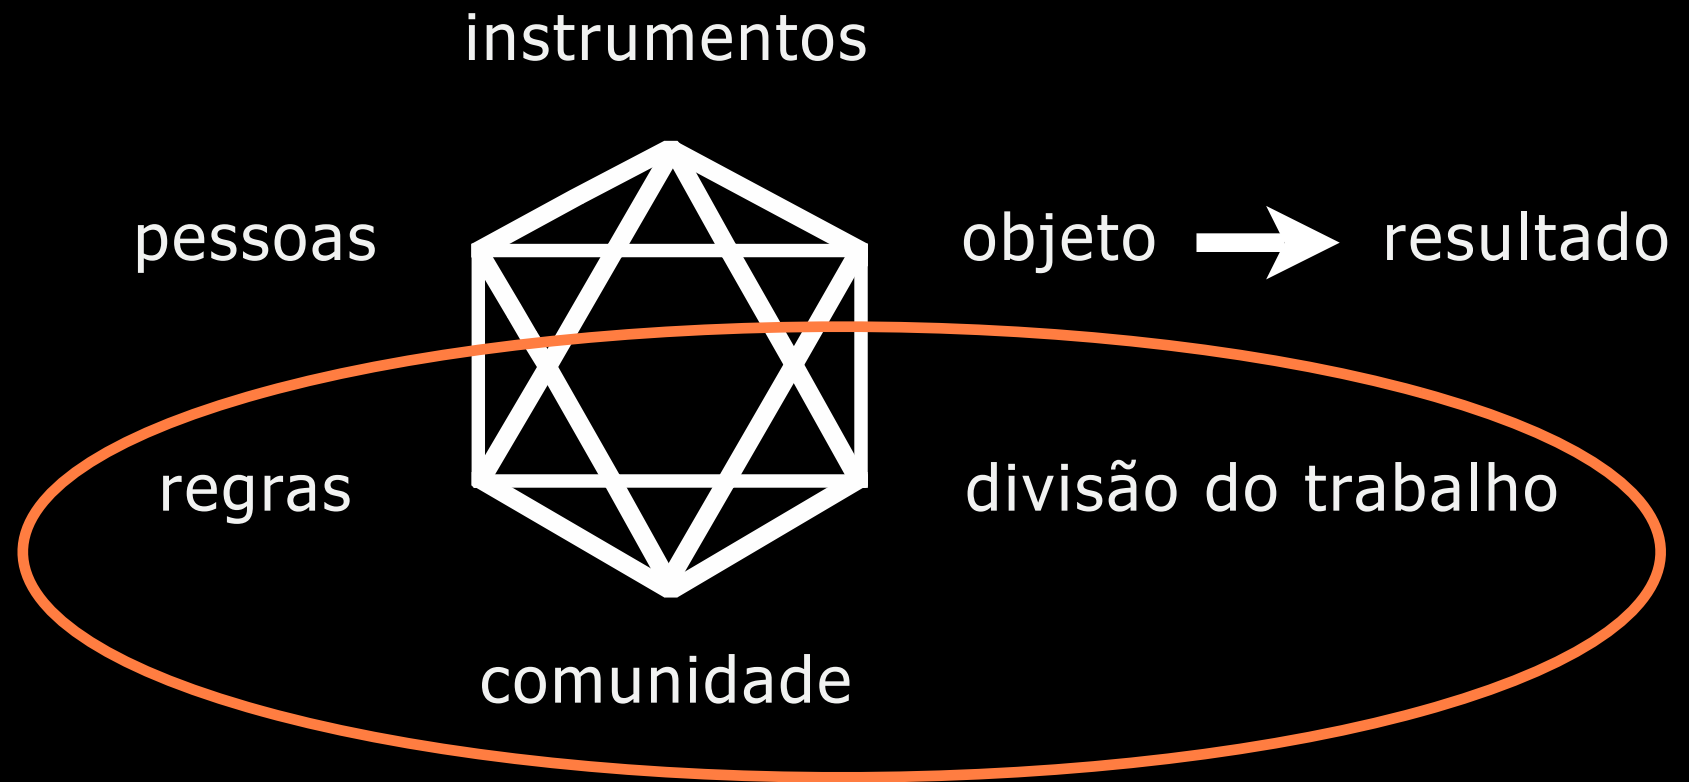 instrumentos
pessoas
objeto
resultado
regras
divisão do trabalho
comunidade